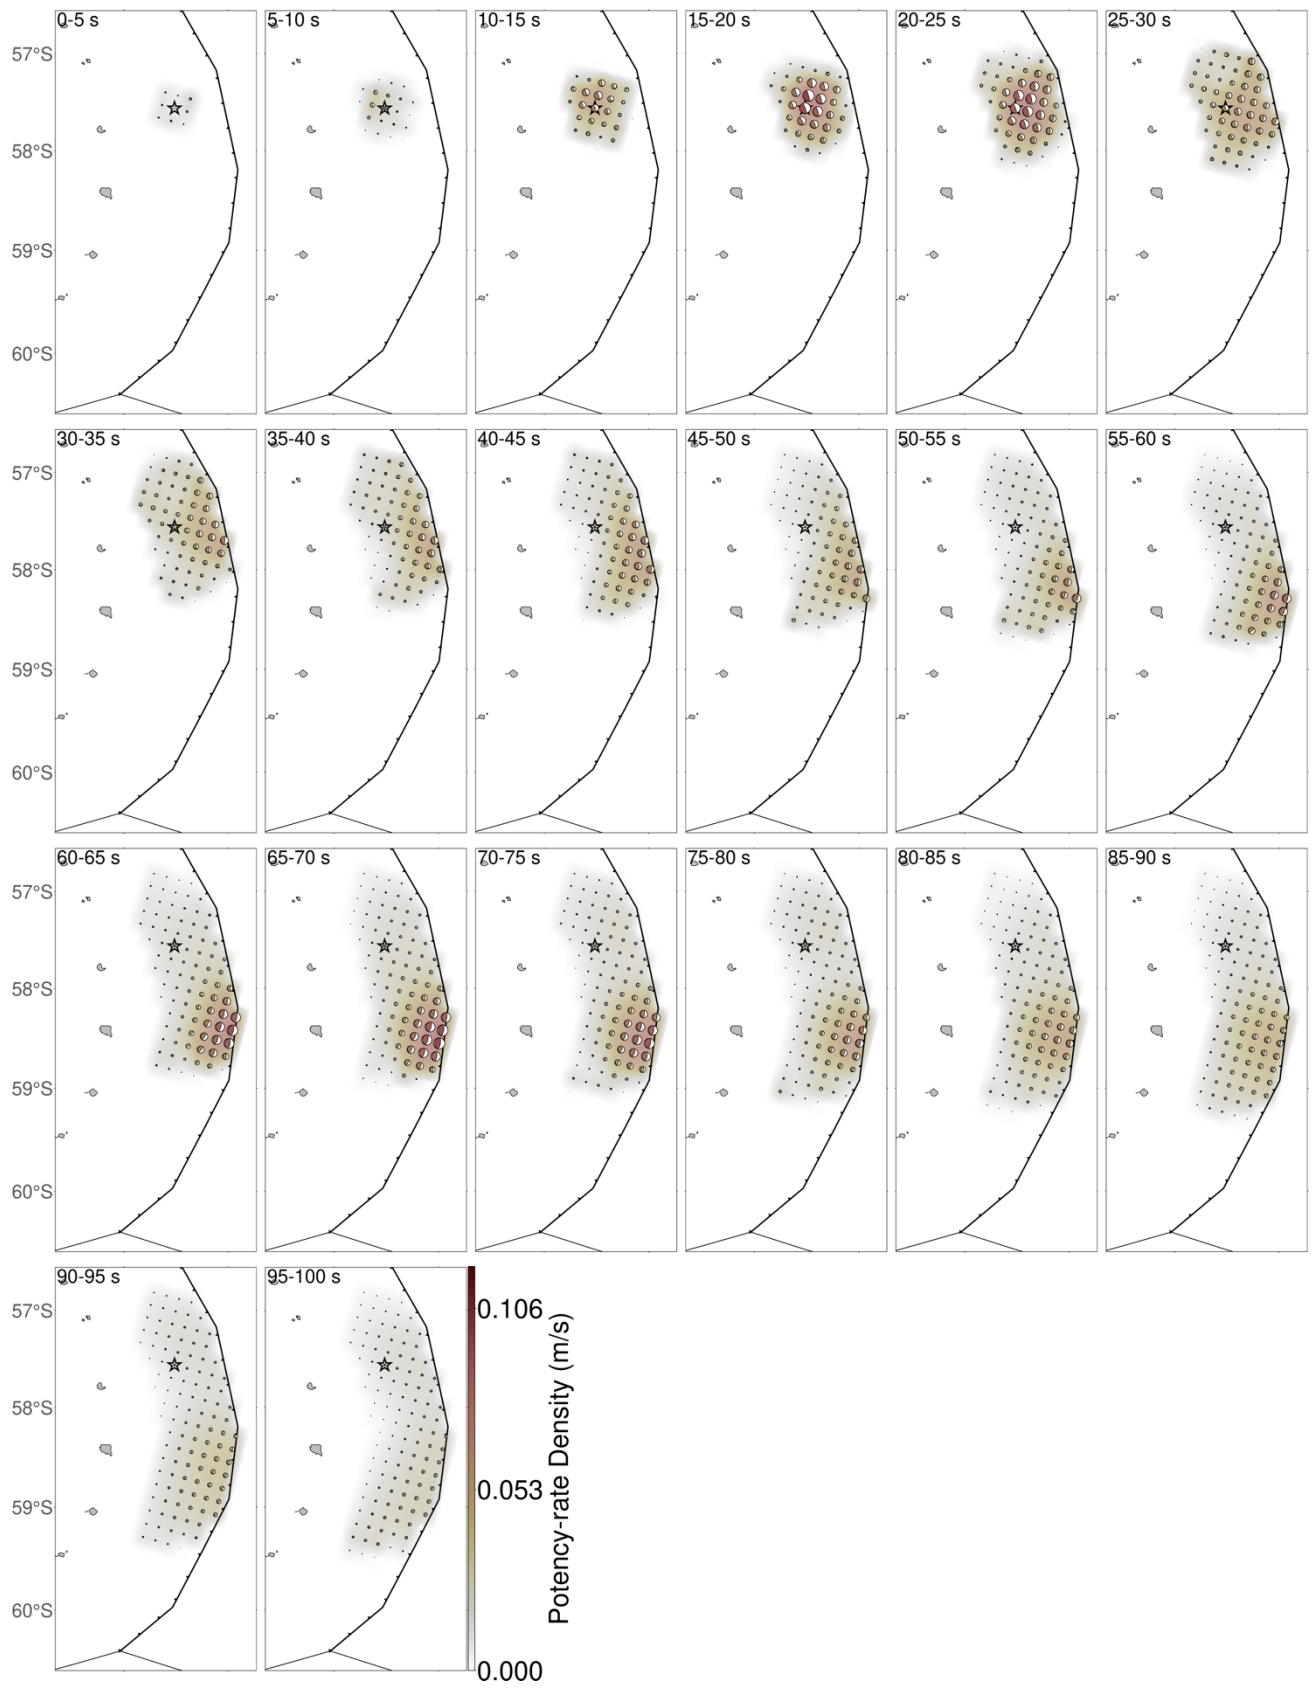 0-5 s
5-10 s
10-15 s
15-20 s
20-25 s
25-30 s
57°S
58°S
59°S
60°S
30-35 s
35-40 s
40-45 s
45-50 s
50-55 s
55-60 s
57°S
58°S
59°S
60°S
60-65 s
65-70 s
70-75 s
75-80 s
80-85 s
85-90 s
57°S
58°S
59°S
60°S
90-95 s
95-100 s
57°S
58°S
59°S
60°S
0.106
0.053
0.000
Potency-rate Density (m/s)